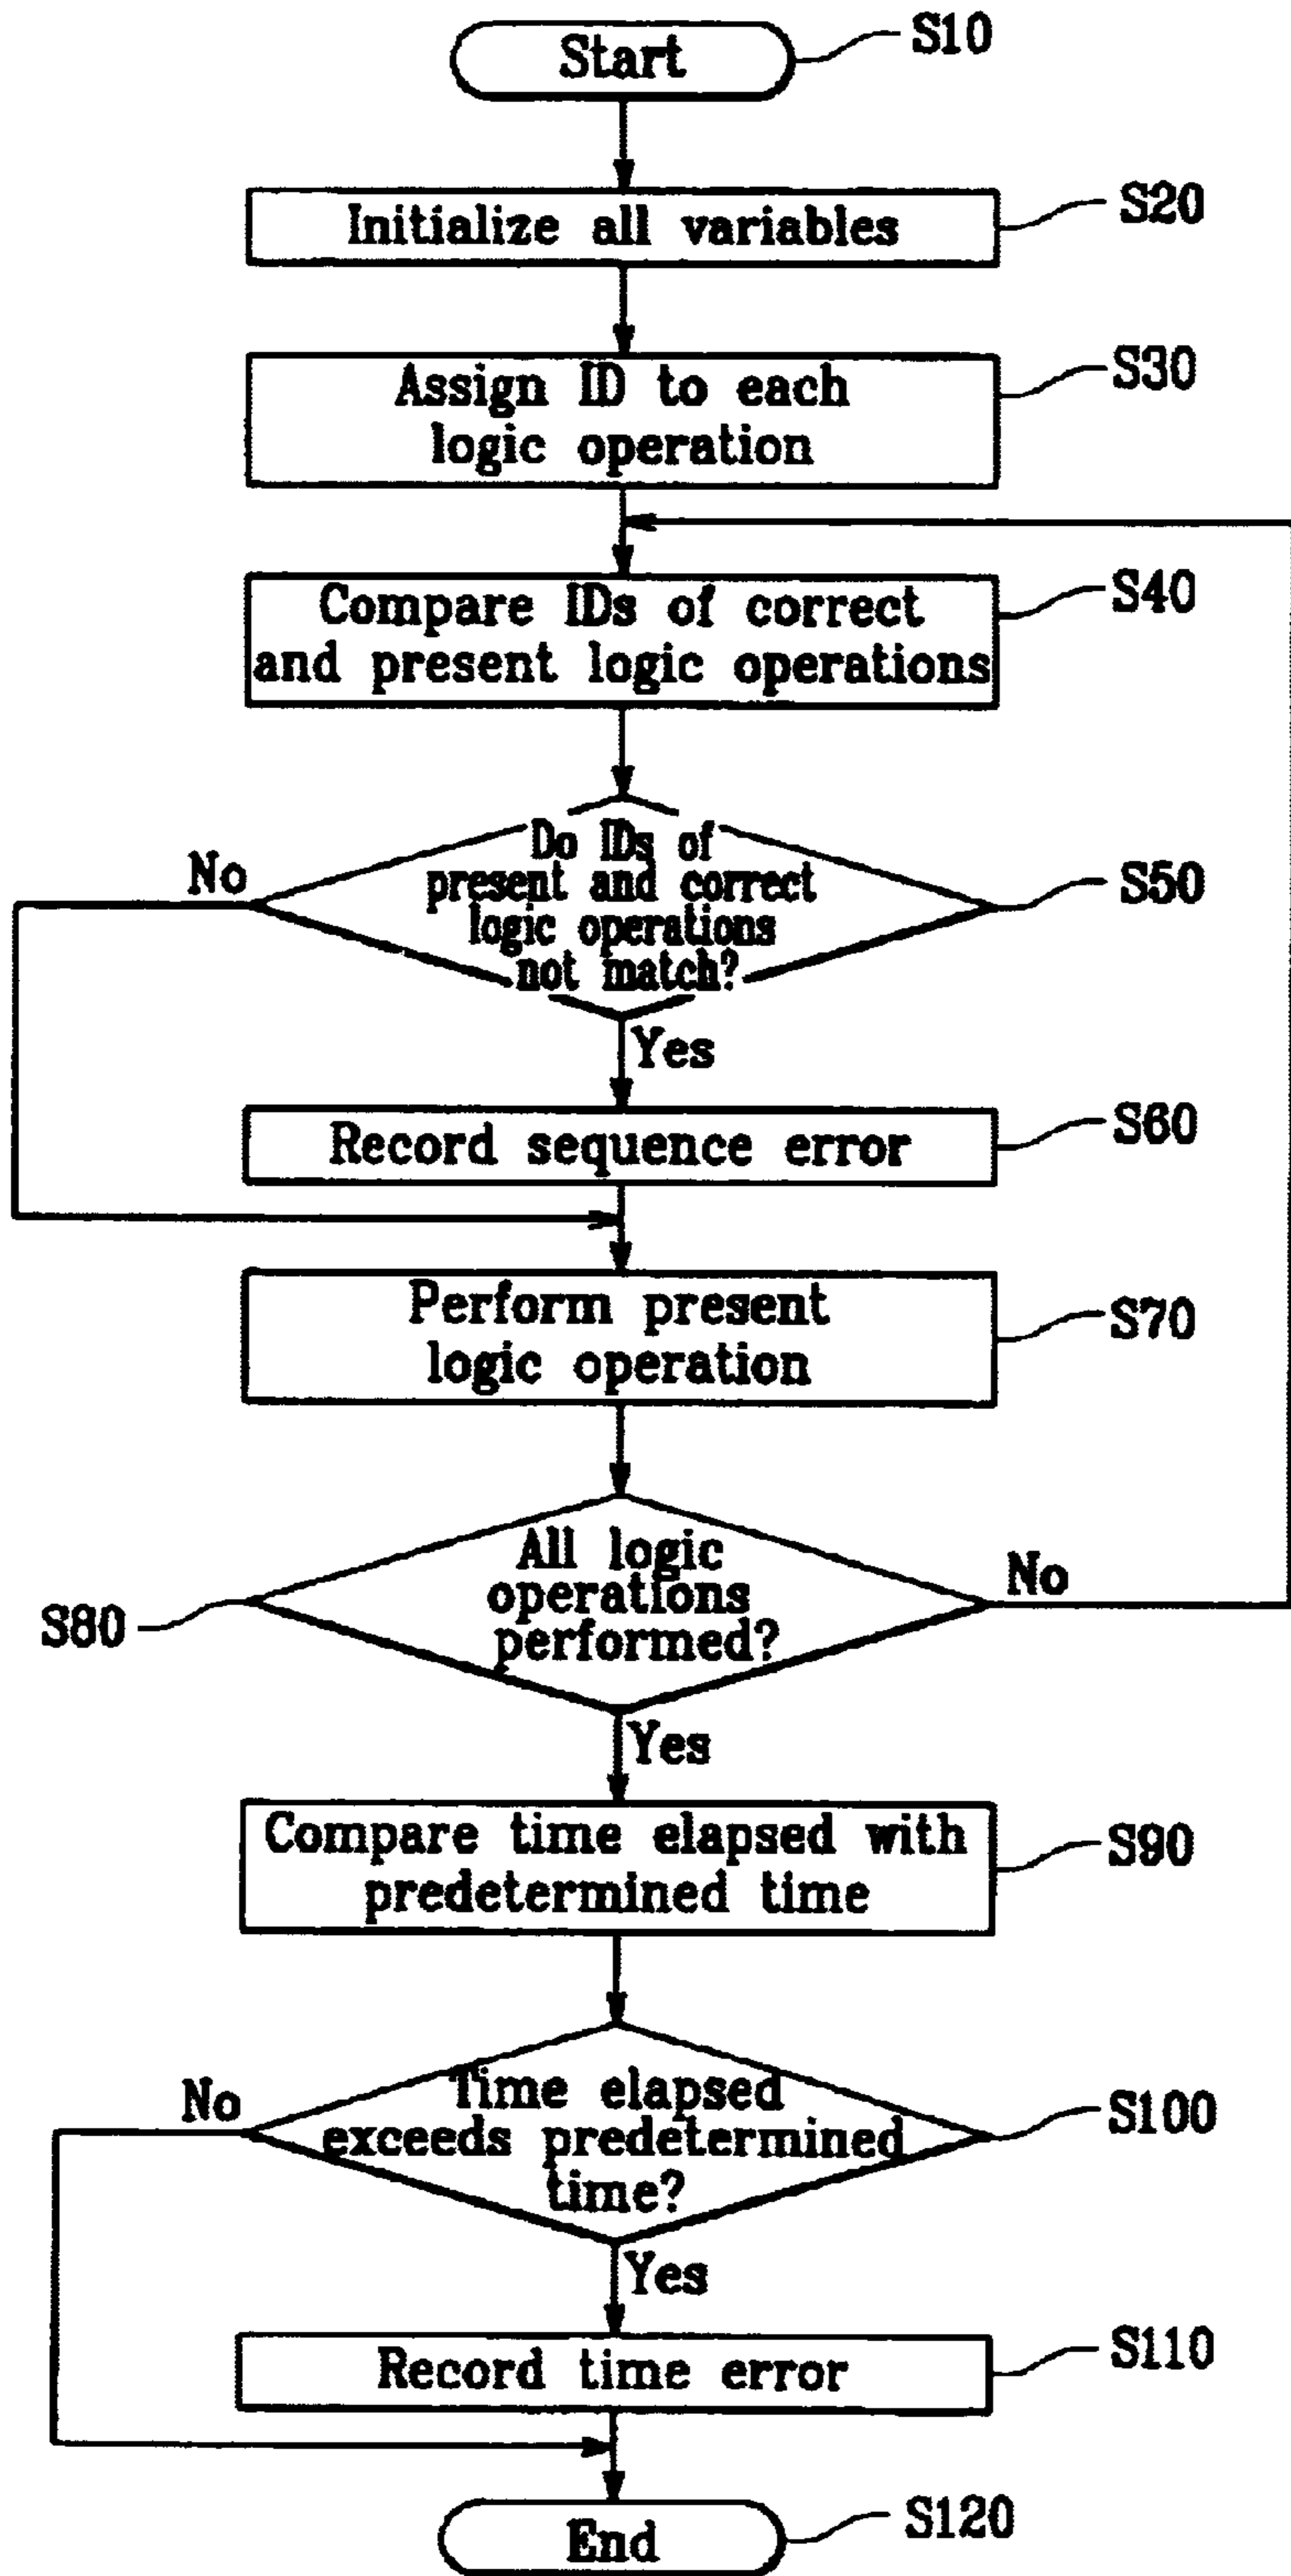 Start
S10
Initialize all variables
S20
Assign ID to each
logic operation
S30
Compare IDs of correct
and present logic operations
S40
Do IDs of
present and correct
logic operations
not match?
No
S50
Yes
Record sequence error
S60
Perform present
logic operation
S70
All logic
operations
performed?
No
S80
Yes
Compare time elapsed with
predetermined time
S90
Time elapsed
exceeds predetermined
time?
No
S100
Yes
Record time error
S110
End
S120